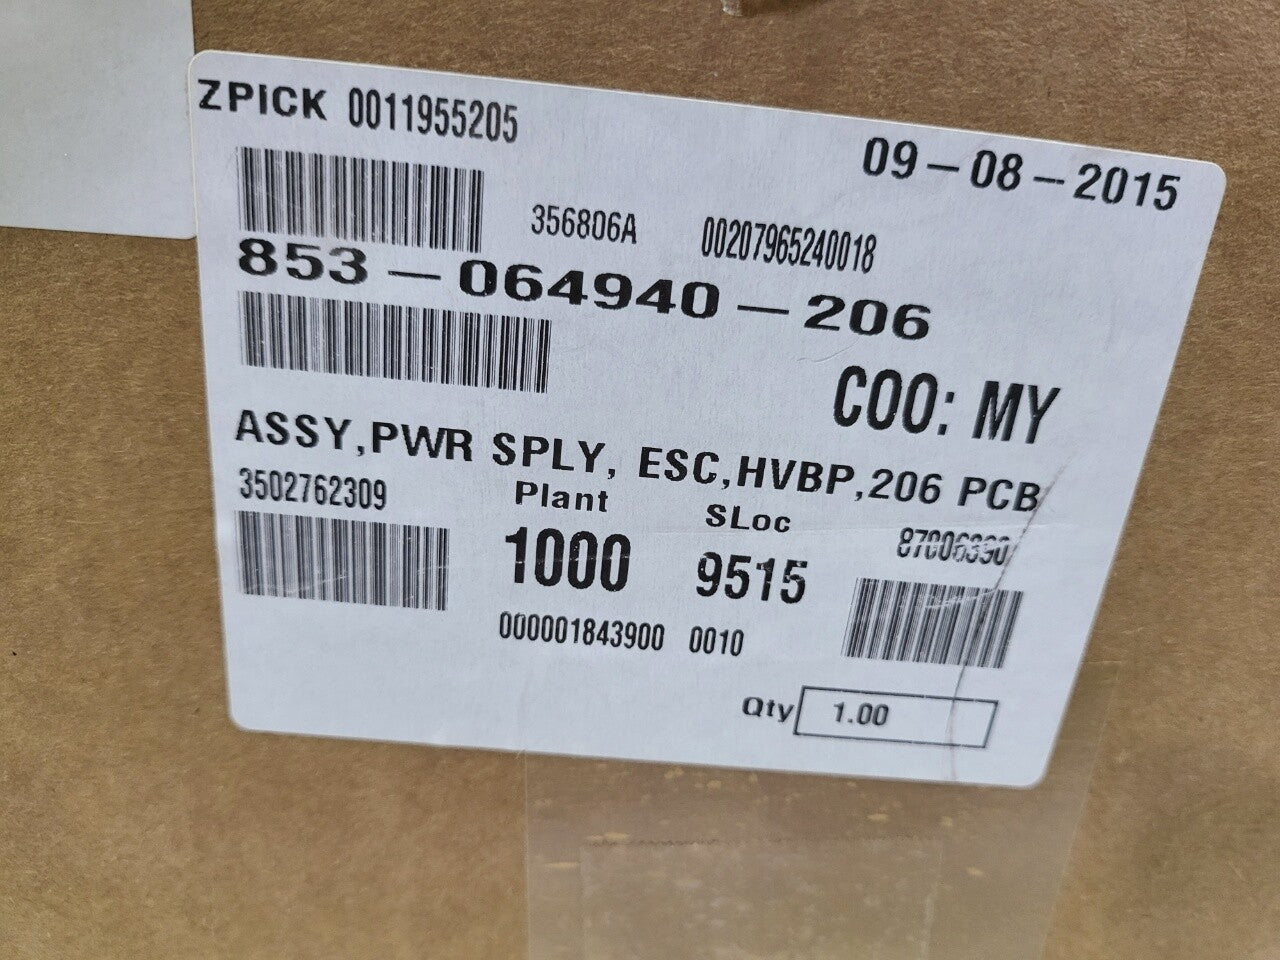 ZPICK 0011955205
09-08-2015
356806A 00207965240018
853-064940-206
COO: MY
ASSY,PWR SPLY, ESC,HVBP,206 PCB
3502762309 Plant SLoc
1000 9515
000001843900 0010
Qty 1.00